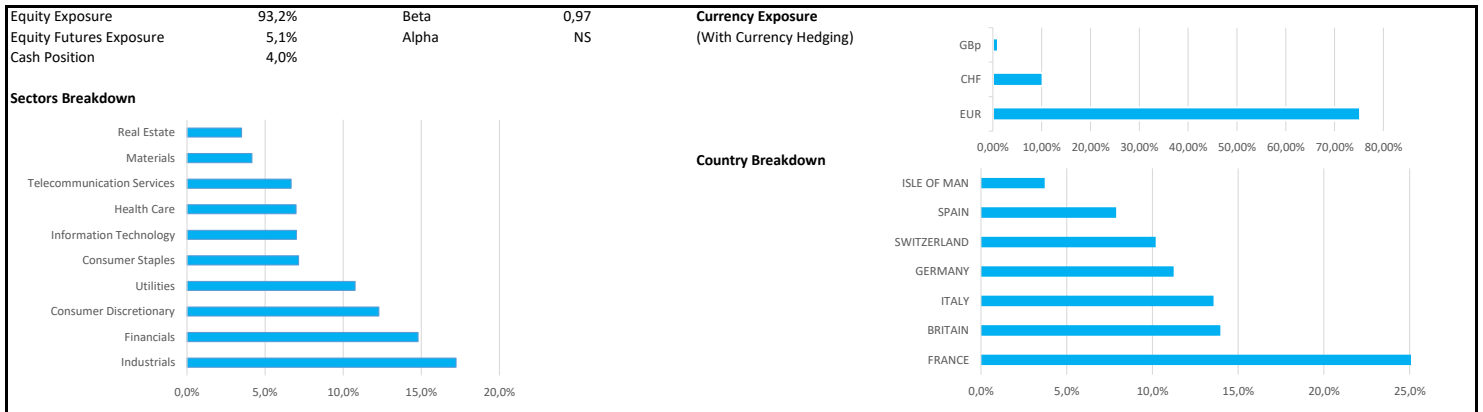 Equity Exposure 93,2% Beta 0,97
Equity Futures Exposure 5,1% Alpha NS
Cash Position 4,0%
Sectors Breakdown
Real Estate
Materials
Telecommunication Services
Health Care
Information Technology
Consumer Staples
Utilities
Consumer Discretionary
Financials
Industrials
0,0% 5,0% 10,0% 15,0% 20,0%
Currency Exposure
(With Currency Hedging)
GBp
CHF
EUR
0,00% 10,00% 20,00% 30,00% 40,00% 50,00% 60,00% 70,00% 80,00%
Country Breakdown
ISLE OF MAN
SPAIN
SWITZERLAND
GERMANY
ITALY
BRITAIN
FRANCE
0,0% 5,0% 10,0% 15,0% 20,0% 25,0%